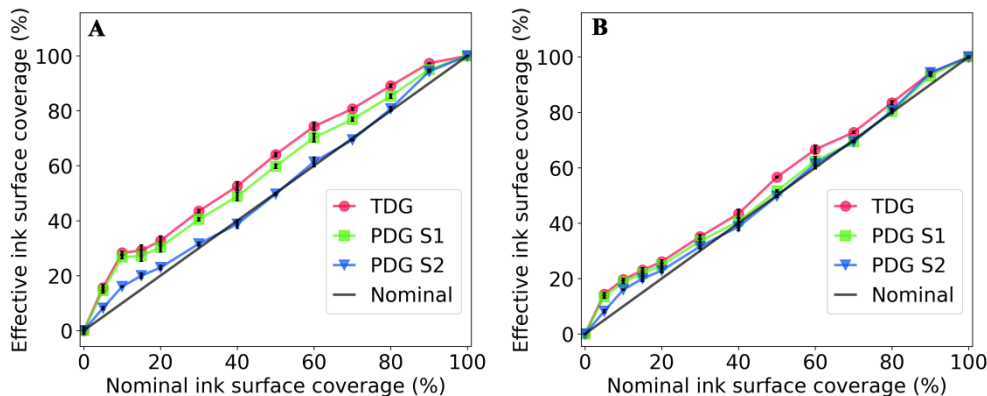 A
Effective ink surface coverage (%)
100
80
60
40
20
0
TDG
PDG S1
PDG S2
Nominal
0 20 40 60 80 100
Nominal ink surface coverage (%)
B
Effective ink surface coverage (%)
100
80
60
40
20
0
TDG
PDG S1
PDG S2
Nominal
0 20 40 60 80 100
Nominal ink surface coverage (%)